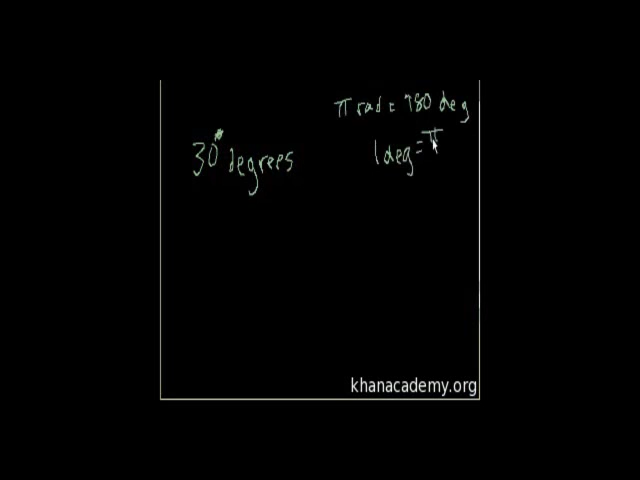 π rad = 180 deg
30° degrees
1 deg = π
khanacademy.org